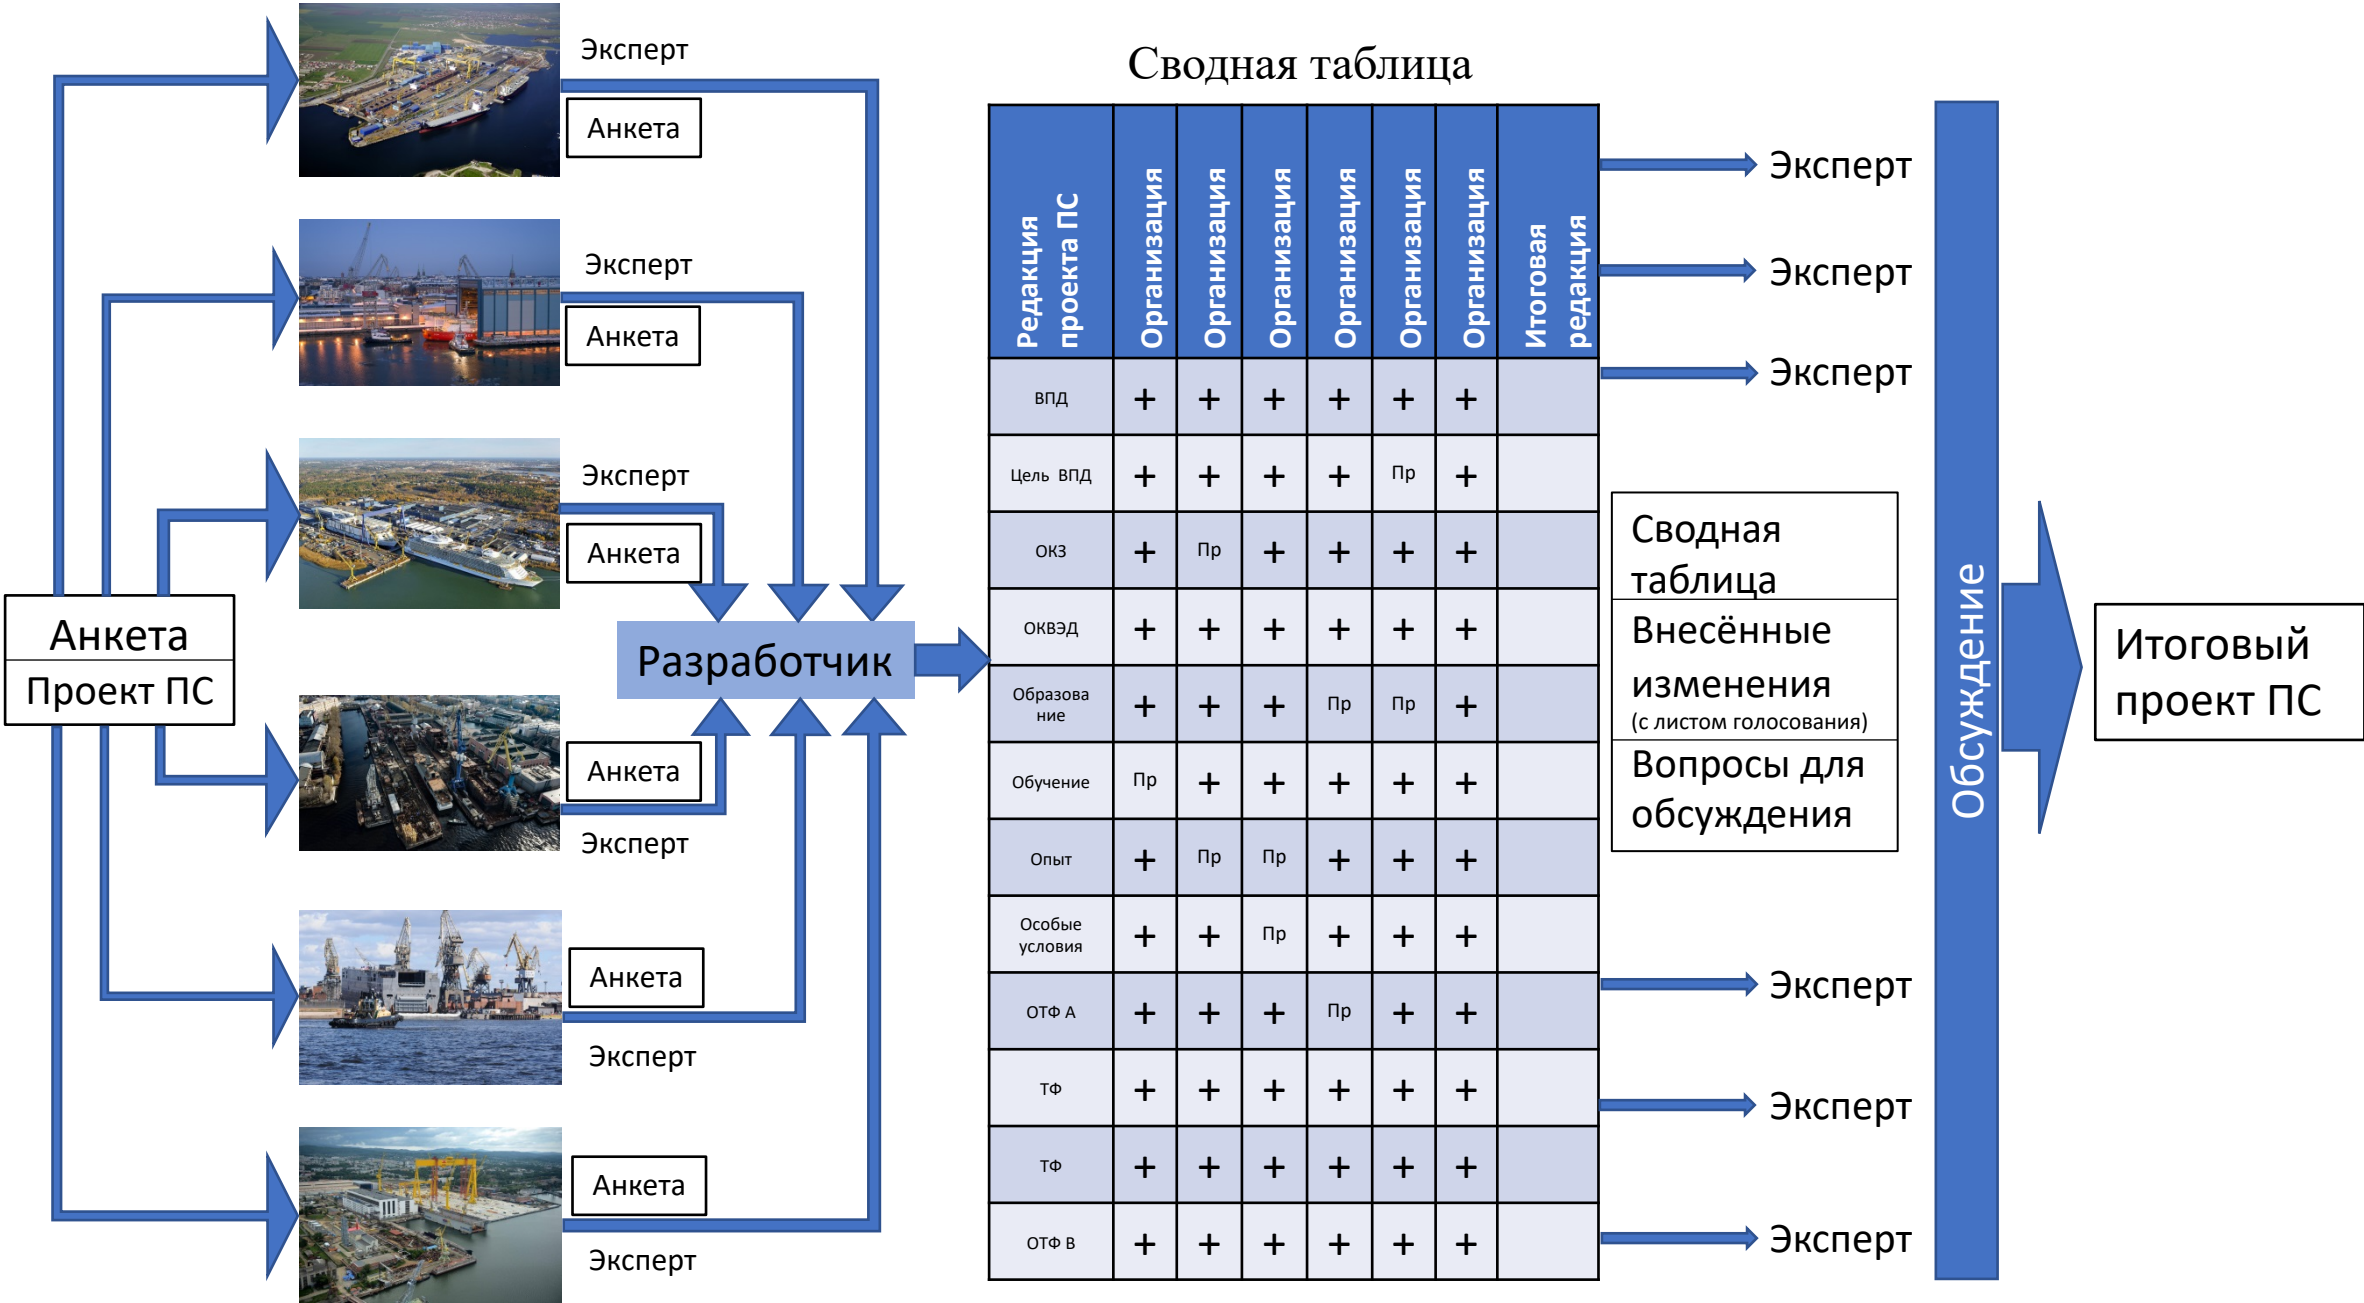 Анкета
Проект ПС
Эксперт
Анкета
Эксперт
Анкета
Эксперт
Анкета
Анкета
Эксперт
Анкета
Эксперт
Анкета
Эксперт
Разработчик
Сводная таблица
Редакция
проекта ПС
Организация
Организация
Организация
Организация
Организация
Организация
Итоговая
редакция
ВПД + + + + + +
Цель ВПД + + + + Пр +
ОКЗ + Пр + + + +
ОКВЭД + + + + + +
Образова
ние + + + Пр Пр +
Обучение Пр + + + + +
Опыт + Пр Пр + + +
Особые
условия + + Пр + + +
ОТФ А + + + Пр + +
ТФ + + + + + +
ТФ + + + + + +
ОТФ В + + + + + +
Эксперт
Эксперт
Эксперт
Сводная
таблица
Внесённые
изменения
(с листом голосования)
Вопросы для
обсуждения
Эксперт
Эксперт
Эксперт
Обсуждение
Итоговый
проект ПС